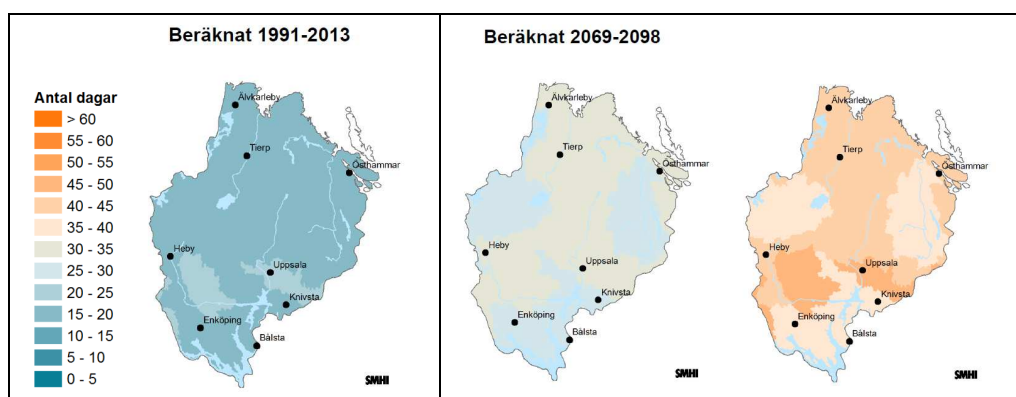 Beräknat 1991-2013
Antal dagar
> 60
55 - 60
50 - 55
45 - 50
40 - 45
35 - 40
30 - 35
25 - 30
20 - 25
15 - 20
10 - 15
5 - 10
0 - 5
Älvkarleby
Tierp
Östhammar
Heby
Uppsala
Knivsta
Enköping
Bålsta
SMHI
Beräknat 2069-2098
Älvkarleby
Tierp
Östhammar
Heby
Uppsala
Knivsta
Enköping
Bålsta
SMHI
Älvkarleby
Tierp
Östhammar
Heby
Uppsala
Knivsta
Enköping
Bålsta
SMHI